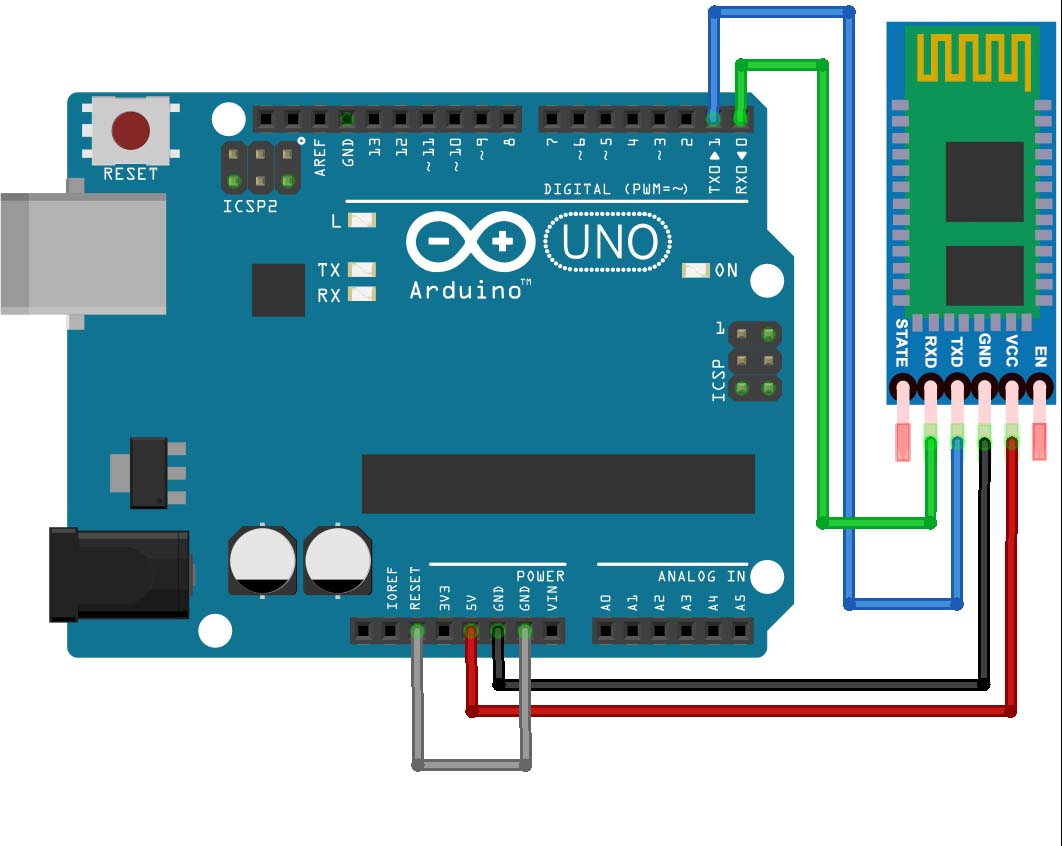 RESET
ICSP2
AREF
GND
13
12
~11
~10
~9
8
7
~6
~5
4
~3
2
TX0▶1
RX0◀0
DIGITAL (PWM=~)
L
TX
RX
UNO
Arduino™
ON
1
ICSP
STATE
RXD
TXD
GND
VCC
EN
POWER
ANALOG IN
IOREF
RESET
3V3
5V
GND
GND
VIN
A0
A1
A2
A3
A4
A5